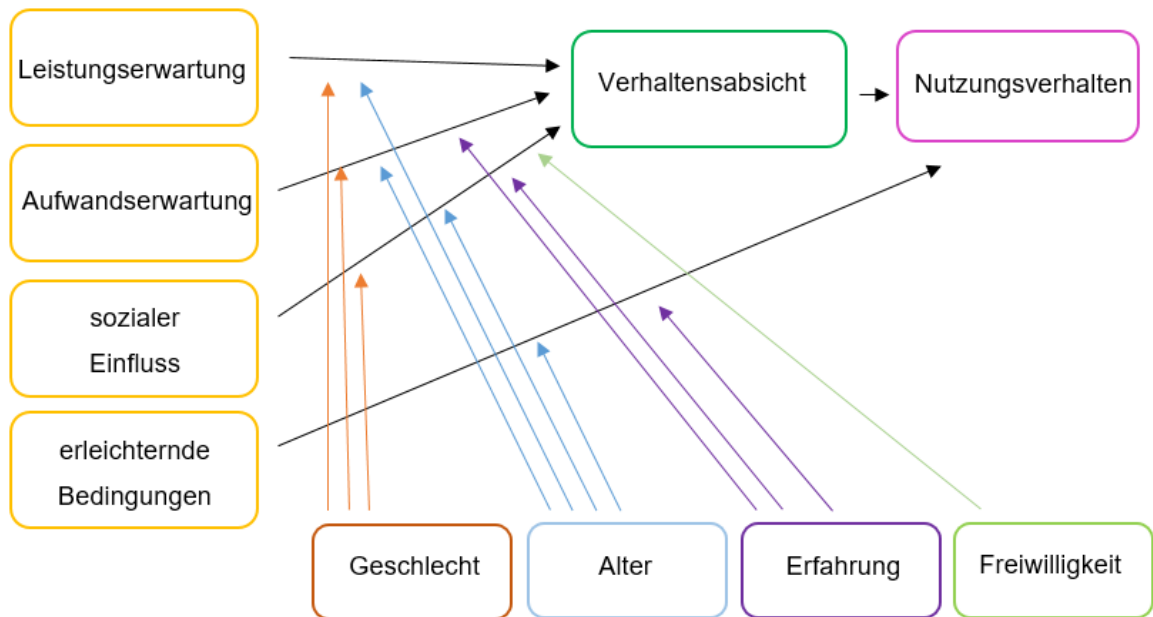 Leistungserwartung
Verhaltensabsicht
Nutzungsverhalten
Aufwandserwartung
sozialer
Einfluss
erleichternde
Bedingungen
Geschlecht
Alter
Erfahrung
Freiwilligkeit